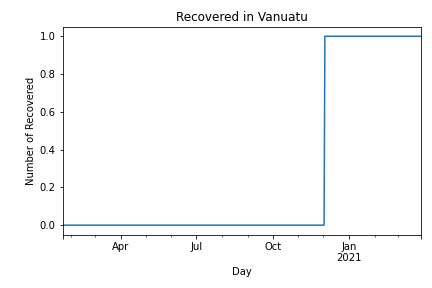 Recovered in Vanuatu
Number of Recovered
1.0
0.8
0.6
0.4
0.2
0.0
Apr
Jul
Oct
Jan
2021
Day